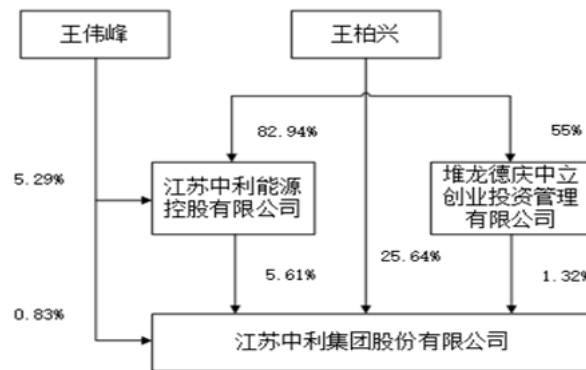 王伟峰
王柏兴
82.94%
55%
5.29%
江苏中利能源
控股有限公司
堆龙德庆中立
创业投资管理
有限公司
5.61%
25.64%
1.32%
0.83%
江苏中利集团股份有限公司